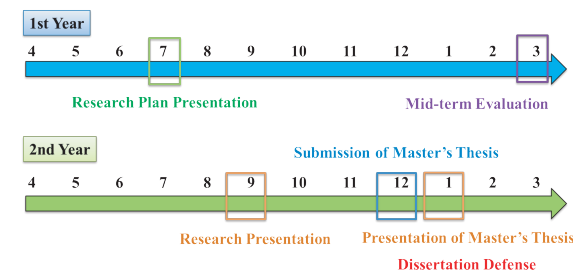 1st Year
4 5 6 7 8 9 10 11 12 1 2 3
Research Plan Presentation Mid-term Evaluation
2nd Year
Submission of Master's Thesis
4 5 6 7 8 9 10 11 12 1 2 3
Research Presentation Presentation of Master's Thesis
Dissertation Defense